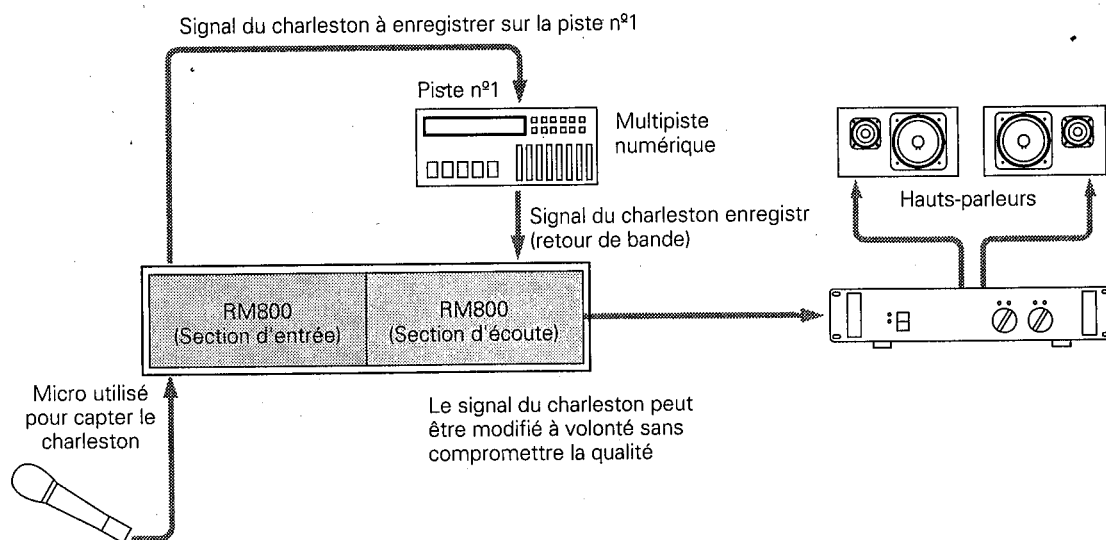 Signal du charleston à enregistrer sur la piste nº1
Piste nº1
Multipiste
numérique
Signal du charleston enregistr
(retour de bande)
Hauts-parleurs
RM800
(Section d'entrée)
RM800
(Section d'écoute)
Micro utilisé
pour capter le
charleston
Le signal du charleston peut
être modifié à volonté sans
compromettre la qualité